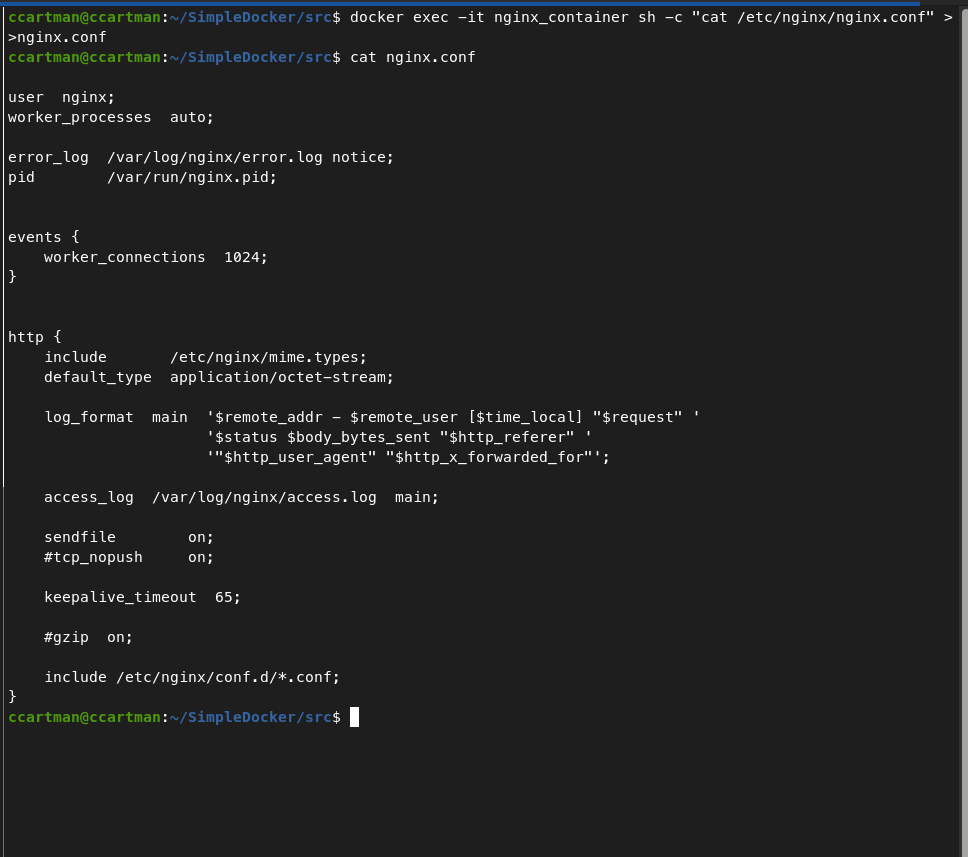 ccartman@ccartman:~/SimpleDocker/src$ docker exec -it nginx_container sh -c "cat /etc/nginx/nginx.conf" >
>nginx.conf
ccartman@ccartman:~/SimpleDocker/src$ cat nginx.conf

user  nginx;
worker_processes  auto;

error_log  /var/log/nginx/error.log notice;
pid        /var/run/nginx.pid;


events {
    worker_connections  1024;
}


http {
    include       /etc/nginx/mime.types;
    default_type  application/octet-stream;

    log_format  main  '$remote_addr - $remote_user [$time_local] "$request" '
                      '$status $body_bytes_sent "$http_referer" '
                      '"$http_user_agent" "$http_x_forwarded_for"';

    access_log  /var/log/nginx/access.log  main;

    sendfile        on;
    #tcp_nopush     on;

    keepalive_timeout  65;

    #gzip  on;

    include /etc/nginx/conf.d/*.conf;
}
ccartman@ccartman:~/SimpleDocker/src$